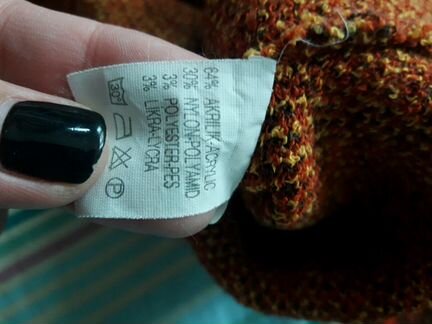 64% AKRİLİK-ACRYLIC
30% NYLON-POLYAMID
3% POLYESTER-PES
3% LIKRA-LYCRA
30°
P